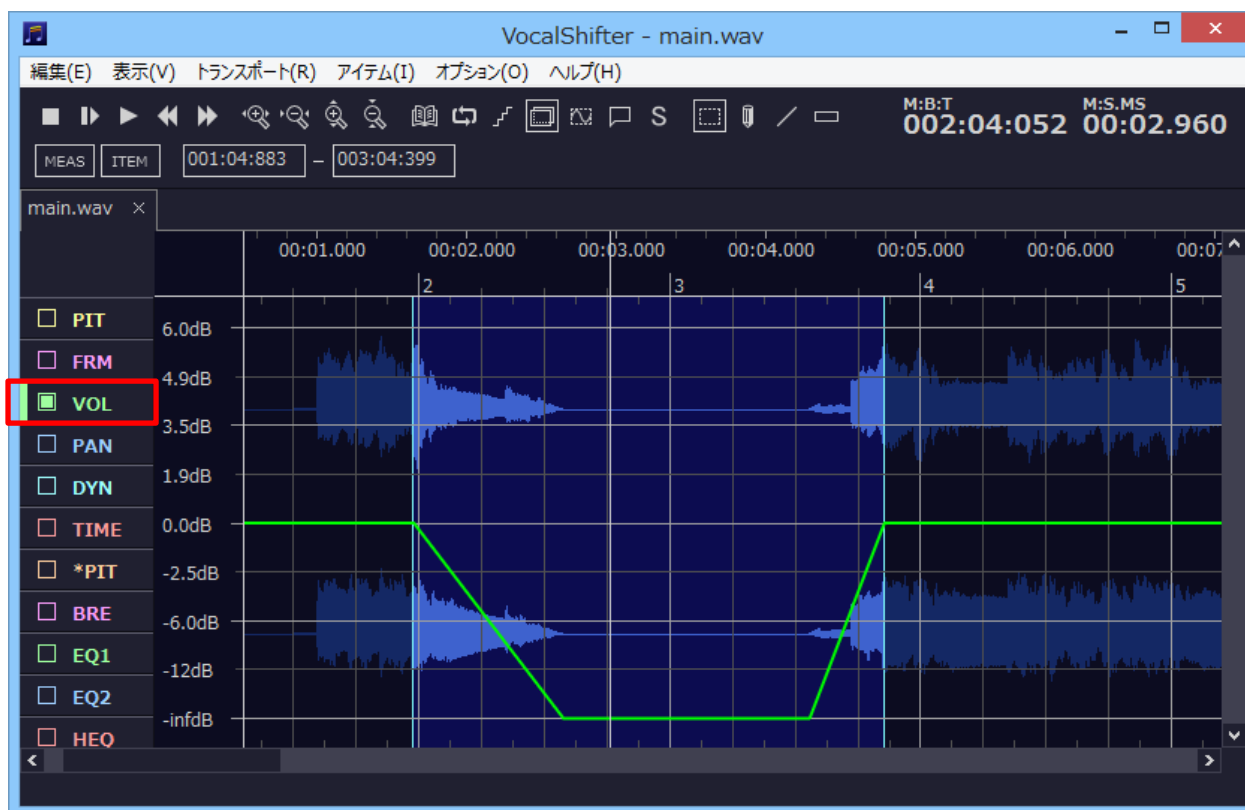 VocalShifter - main.wav
編集(E) 表示(V) トランスポート(R) アイテム(I) オプション(O) ヘルプ(H)
S
M:B:T M:S.MS
002:04:052 00:02.960
MEAS ITEM 001:04:883 – 003:04:399
main.wav ×
00:01.000 00:02.000 00:03.000 00:04.000 00:05.000 00:06.000 00:07
2 3 4 5
PIT
6.0dB
FRM
4.9dB
VOL
3.5dB
PAN
1.9dB
DYN
0.0dB
TIME
-2.5dB
*PIT
-6.0dB
BRE
-12dB
EQ1
EQ2
-infdB
HEQ